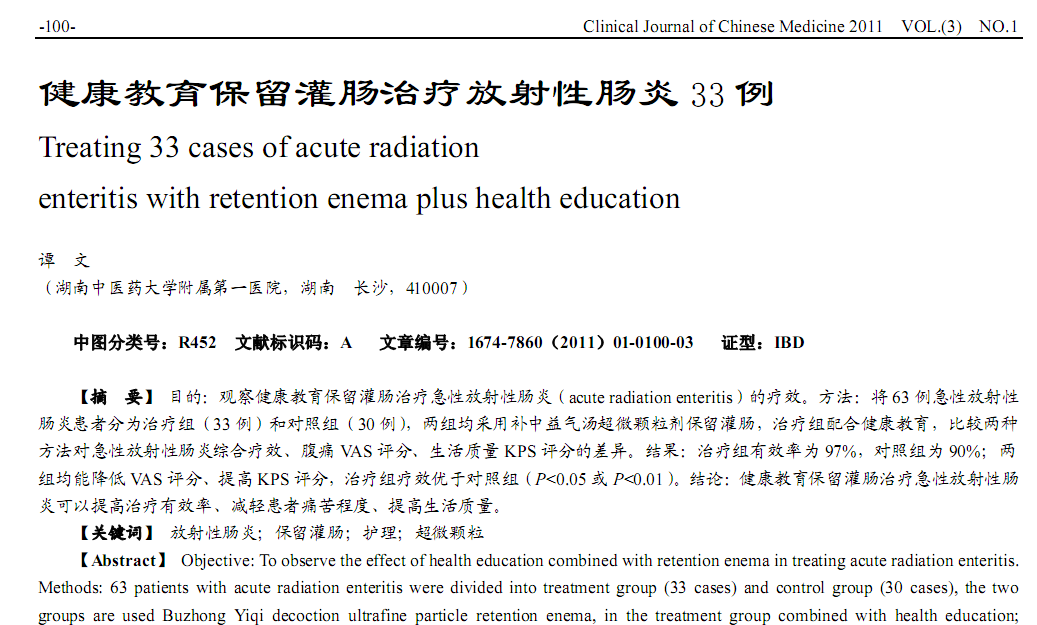 -100- Clinical Journal of Chinese Medicine 2011 VOL.(3) NO.1
健康教育保留灌肠治疗放射性肠炎 33 例
Treating 33 cases of acute radiation
enteritis with retention enema plus health education
谭 文
（湖南中医药大学附属第一医院，湖南 长沙，410007）
中图分类号：R452 文献标识码：A 文章编号：1674-7860（2011）01-0100-03 证型：IBD
【摘 要】 目的：观察健康教育保留灌肠治疗急性放射性肠炎（acute radiation enteritis）的疗效。方法：将 63 例急性放射性
肠炎患者分为治疗组（33 例）和对照组（30 例），两组均采用补中益气汤超微颗粒剂保留灌肠，治疗组配合健康教育，比较两种
方法对急性放射性肠炎综合疗效、腹痛 VAS 评分、生活质量 KPS 评分的差异。结果：治疗组有效率为 97%，对照组为 90%；两
组均能降低 VAS 评分、提高 KPS 评分，治疗组疗效优于对照组（P<0.05 或 P<0.01）。结论：健康教育保留灌肠治疗急性放射性肠
炎可以提高治疗有效率、减轻患者痛苦程度、提高生活质量。
【关键词】 放射性肠炎；保留灌肠；护理；超微颗粒
【Abstract】 Objective: To observe the effect of health education combined with retention enema in treating acute radiation enteritis.
Methods: 63 patients with acute radiation enteritis were divided into treatment group (33 cases) and control group (30 cases), the two
groups are used Buzhong Yiqi decoction ultrafine particle retention enema, in the treatment group combined with health education;